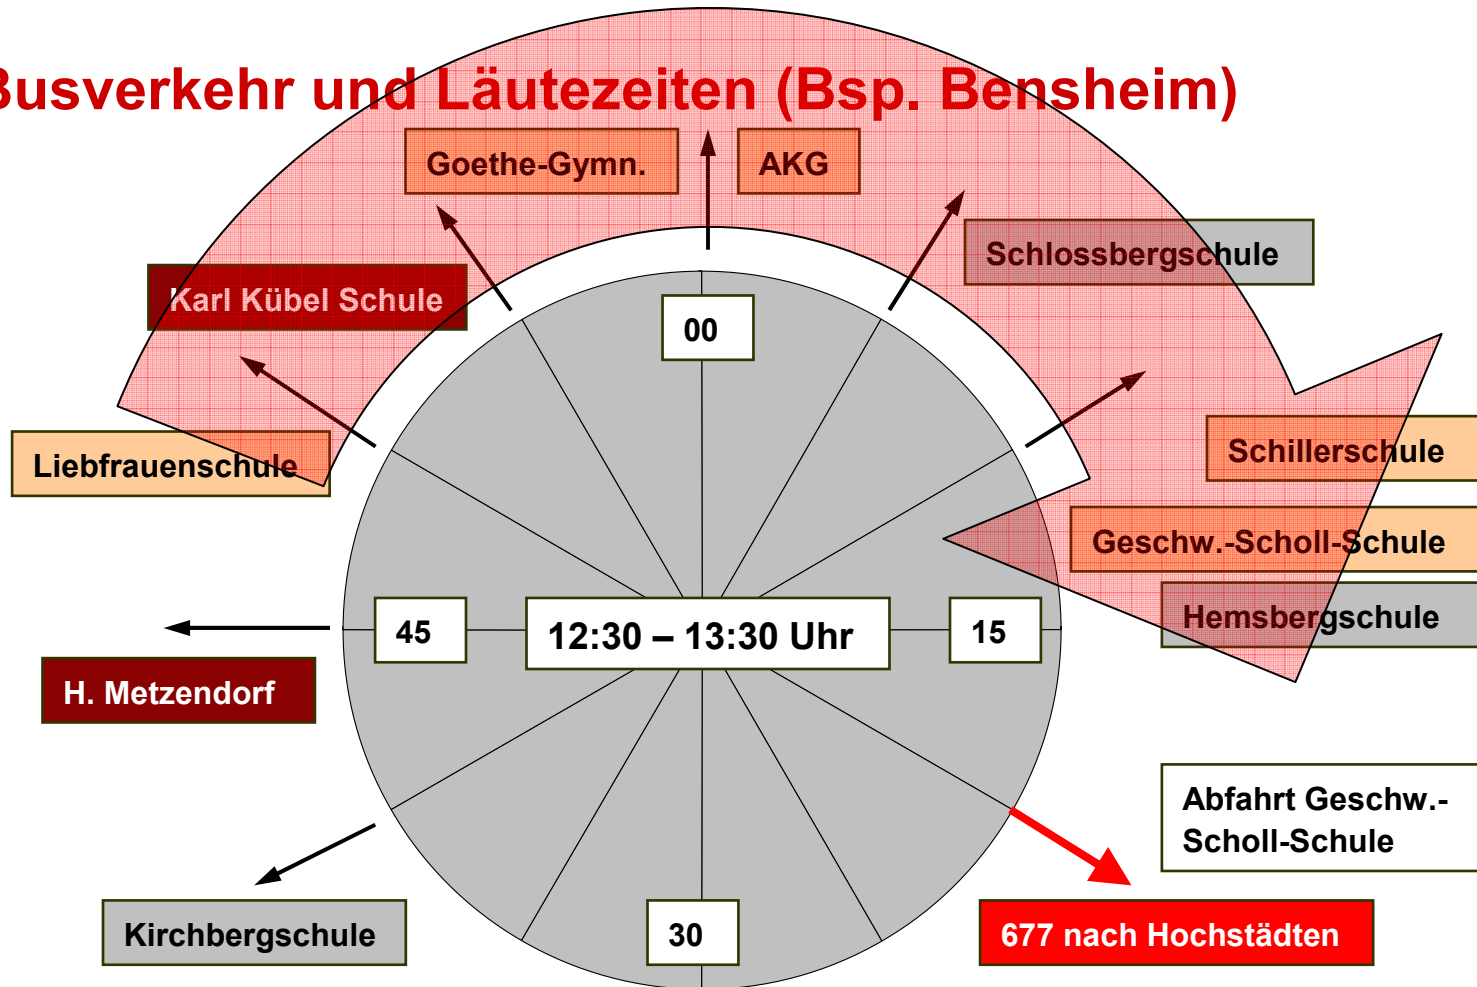 Busverkehr und Läutezeiten (Bsp. Bensheim)
Goethe-Gymn.
AKG
Schlossbergschule
Karl Kübel Schule
00
Liebfrauenschule
Schillerschule
Geschw.-Scholl-Schule
Hemsbergschule
45
12:30 – 13:30 Uhr
15
H. Metzendorf
Abfahrt Geschw.-
Scholl-Schule
Kirchbergschule
30
677 nach Hochstädten